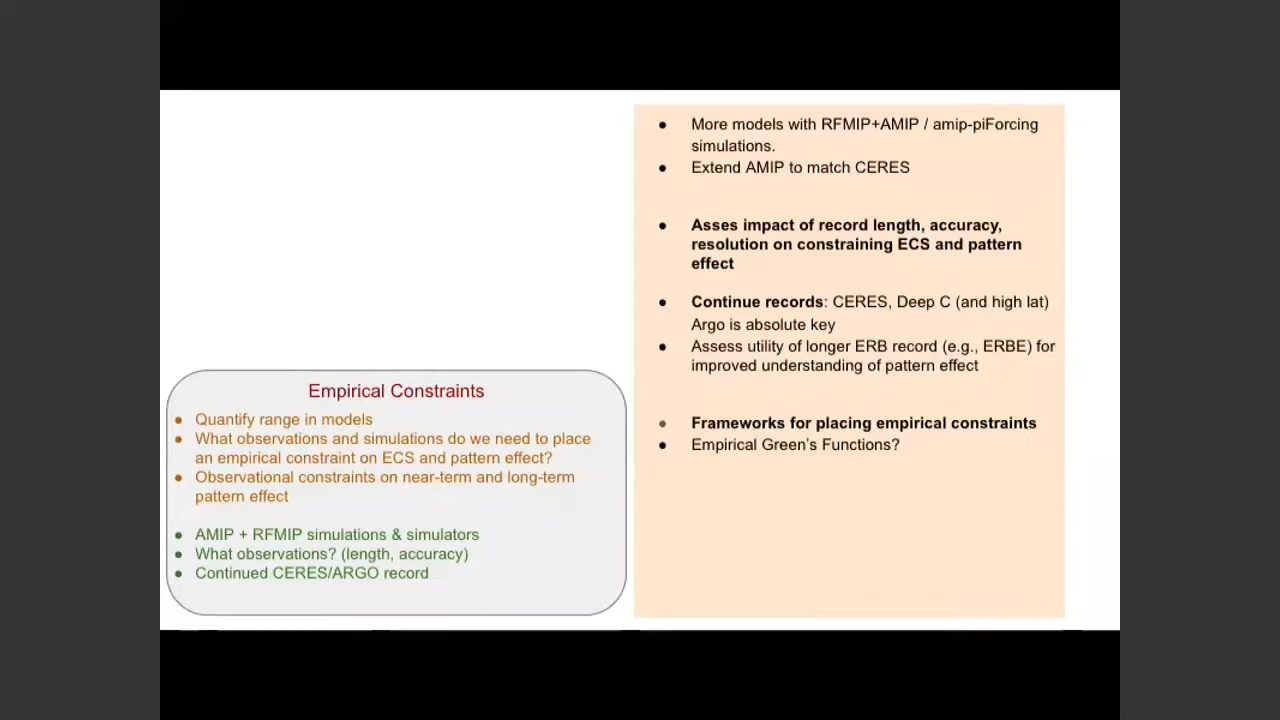 Empirical Constraints
● Quantify range in models
● What observations and simulations do we need to place
an empirical constraint on ECS and pattern effect?
● Observational constraints on near-term and long-term
pattern effect
● AMIP + RFMIP simulations & simulators
● What observations? (length, accuracy)
● Continued CERES/ARGO record
● More models with RFMIP+AMIP / amip-piForcing
simulations.
● Extend AMIP to match CERES
● Asses impact of record length, accuracy,
resolution on constraining ECS and pattern
effect
● Continue records: CERES, Deep C (and high lat)
Argo is absolute key
● Assess utility of longer ERB record (e.g., ERBE) for
improved understanding of pattern effect
● Frameworks for placing empirical constraints
● Empirical Green's Functions?